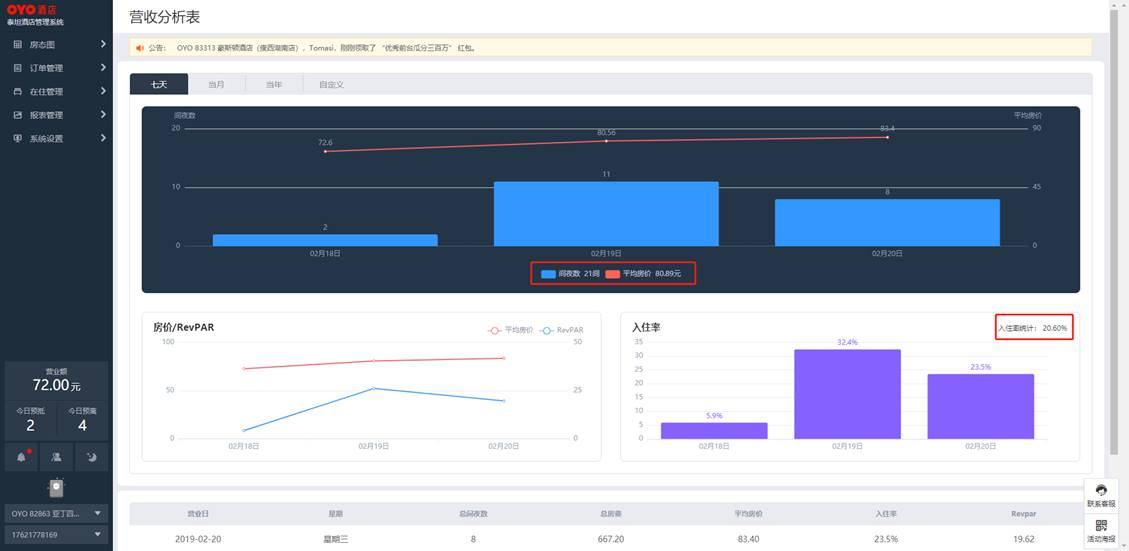 OYO 酒店
泰坦酒店管理系统
房态图
订单管理
在住管理
报表管理
系统设置
营业额
72.00元
今日预抵 今日预离
2 4
OYO 82863 亚丁四...
17621778169
营收分析表
公告： OYO 83313 豪斯顿酒店（瘦西湖南店），Tomasi、刚刚领取了 “优秀前台瓜分三百万” 红包。
七天 当月 当年 自定义
间夜数 平均房价
20 72.6 80.56 83.4 90
10 11 8 45
0 2 0
02月18日 02月19日 02月20日
间夜数 21间 平均房价 80.89元
房价/RevPAR
平均房价 RevPAR
100 50
50 25
0 0
02月18日 02月19日 02月20日
入住率
入住率统计： 20.60%
35
30
25
20
15
10
5
0
5.9% 32.4% 23.5%
02月18日 02月19日 02月20日
联系客服
活动海报
营业日 星期 总间夜数 总房费 平均房价 入住率 Revpar
2019-02-20 星期三 8 667.20 83.40 23.5% 19.62